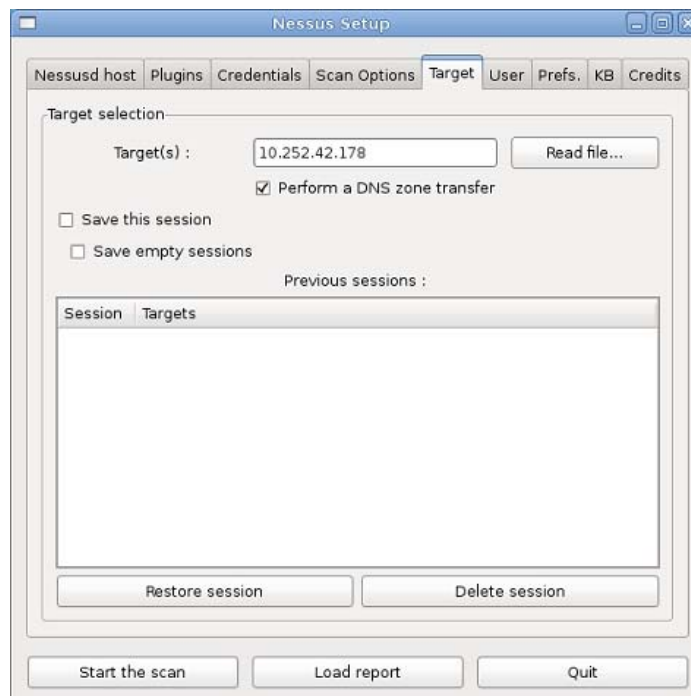 Nessus Setup
Nessusd host Plugins Credentials Scan Options Target User Prefs. KB Credits
Target selection
Target(s) : 10.252.42.178 Read file...
Perform a DNS zone transfer
Save this session
Save empty sessions
Previous sessions :
Session Targets
Restore session Delete session
Start the scan Load report Quit